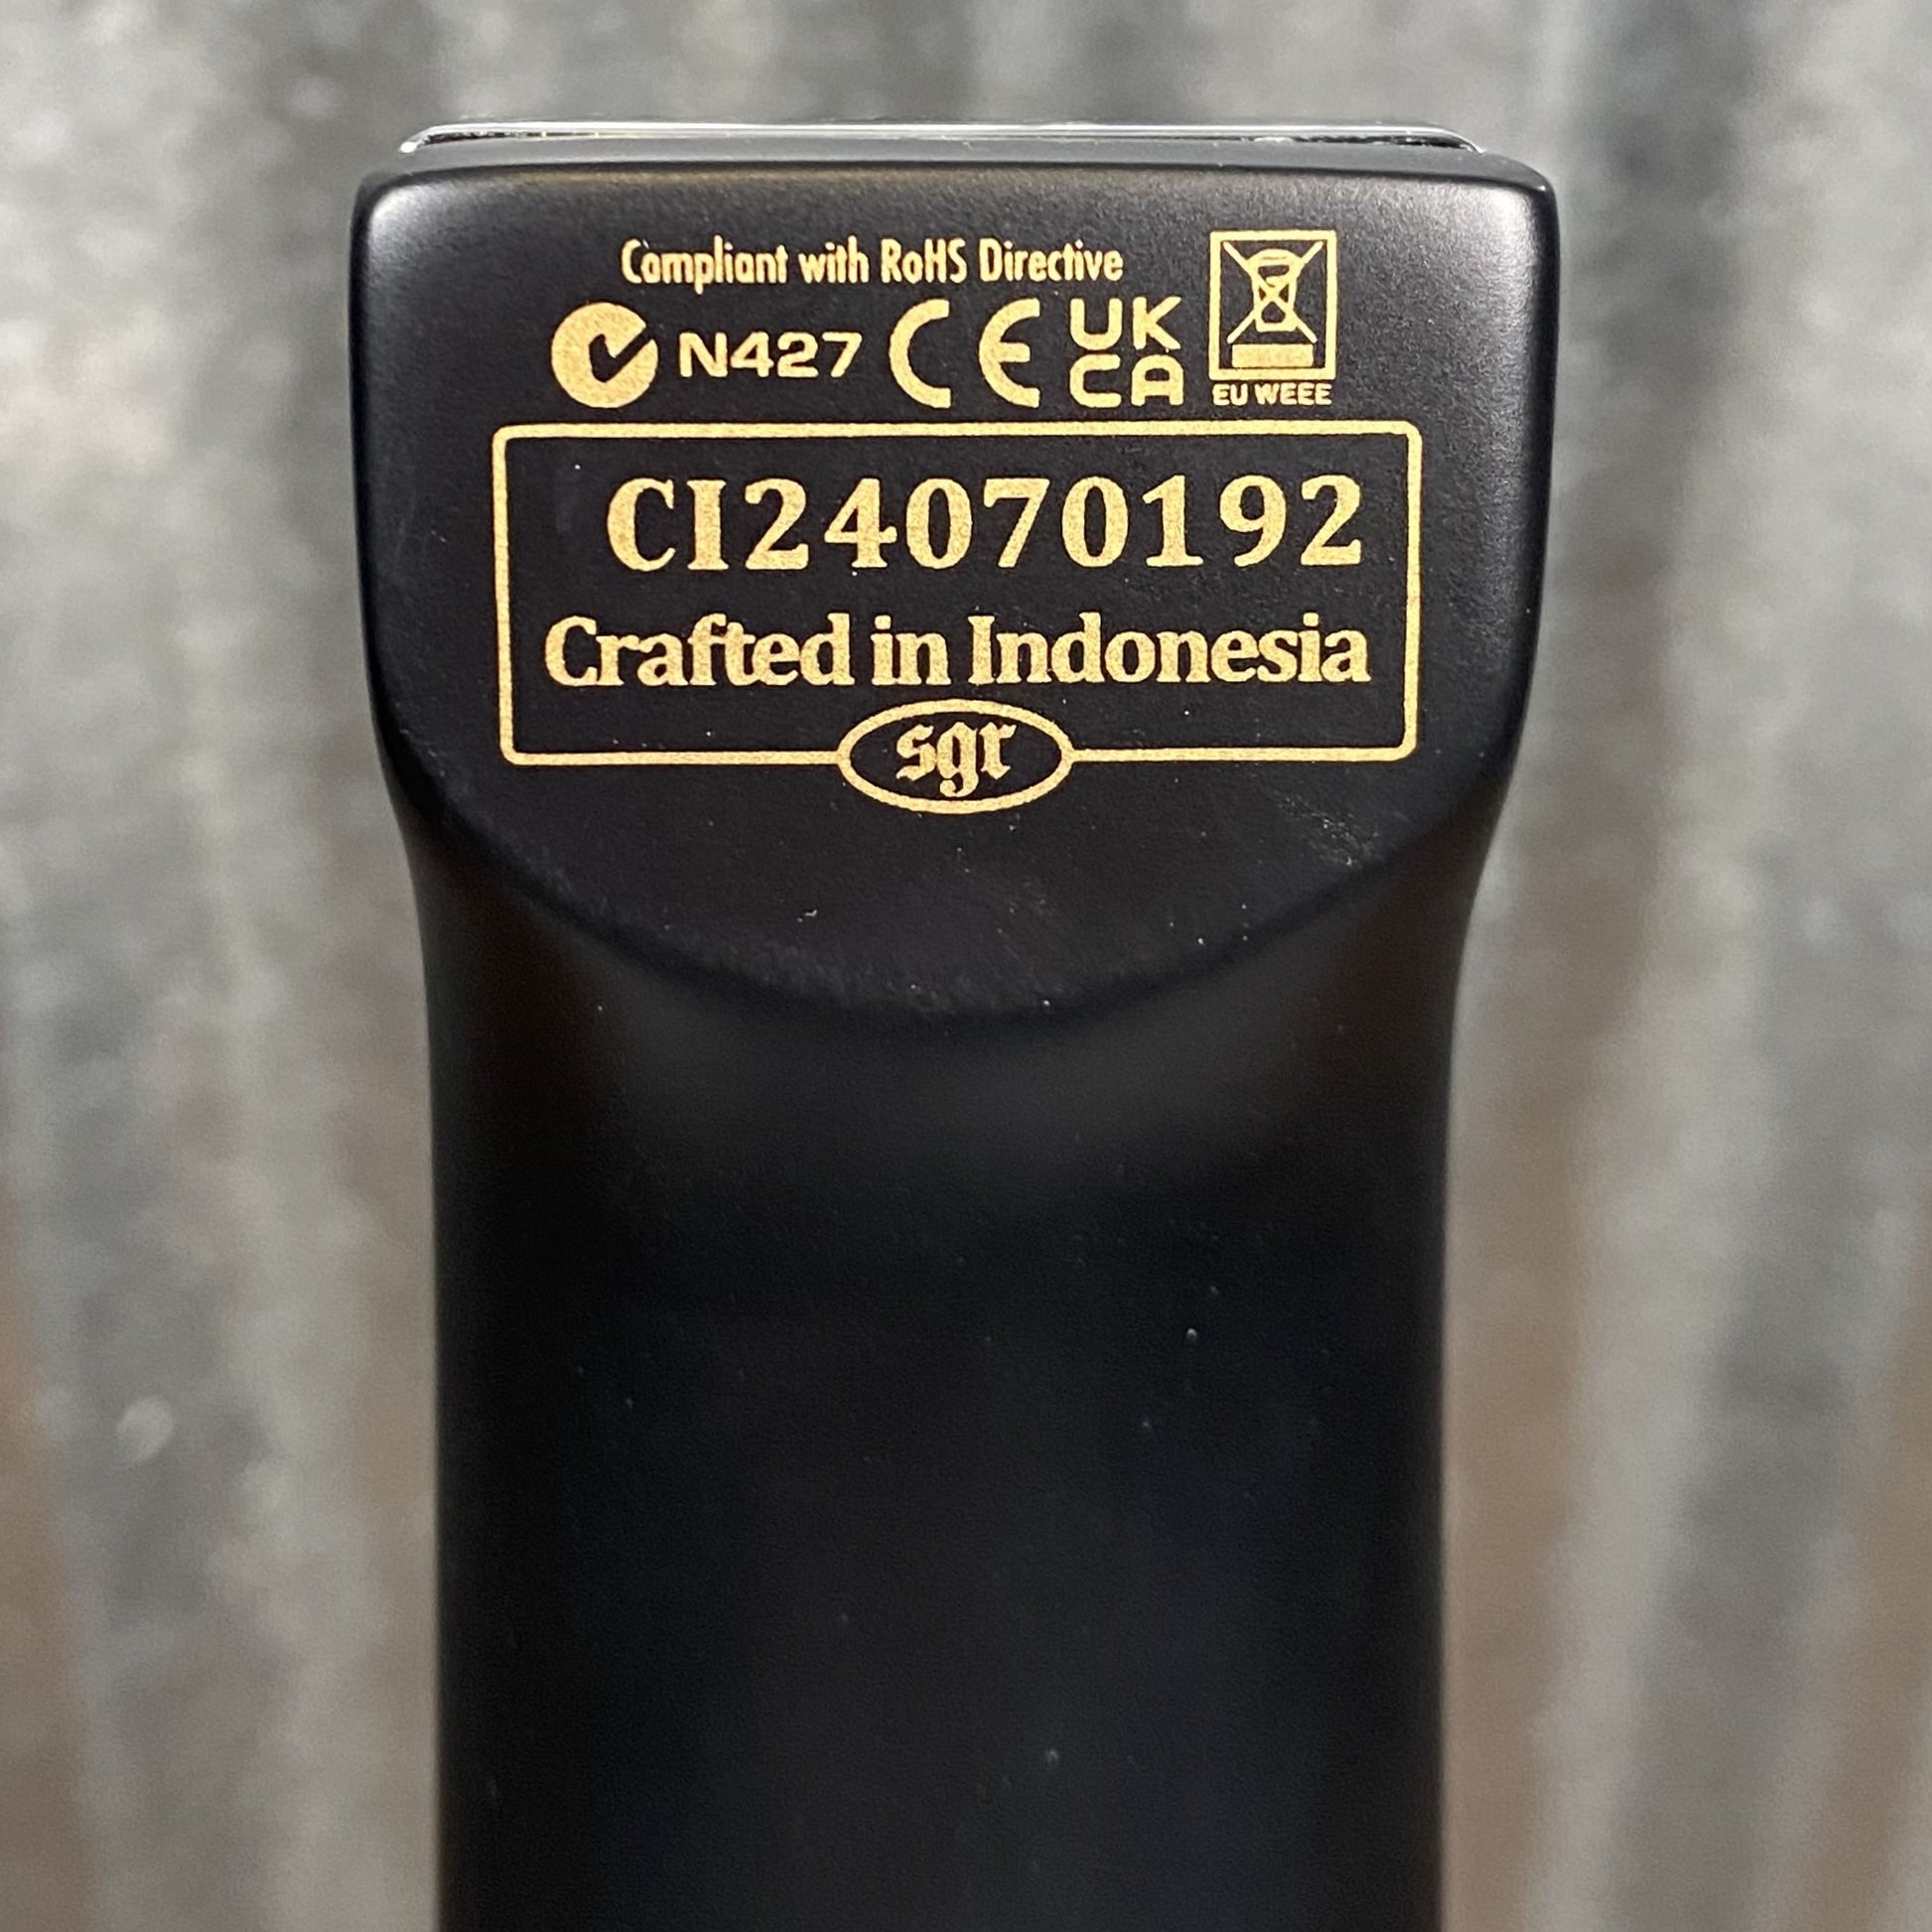 Compliant with RoHS Directive
N427 CE UK
CA
EU WEEE
CI24070192
Crafted in Indonesia
sgr